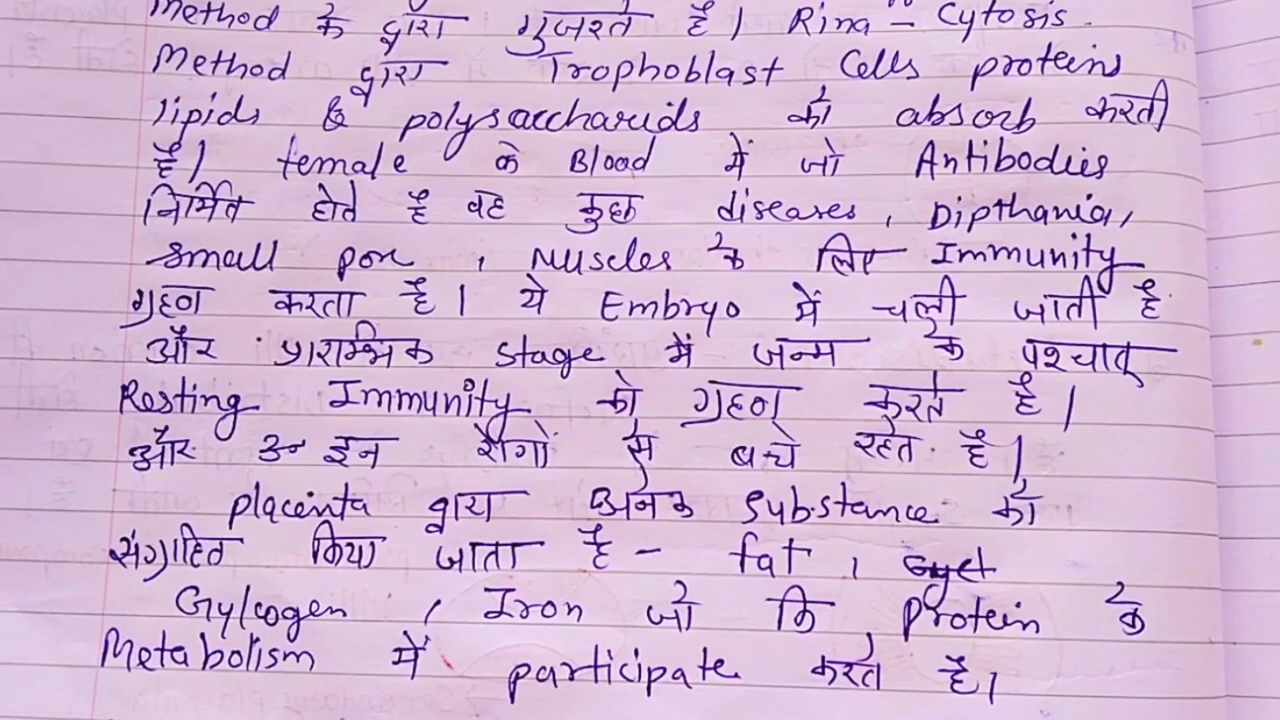 Method के द्वारा गुजरते है। Rina - Cytosis.
Method द्वारा Trophoblast Cells proteins
lipids & polysaccharids को absorb करती
है। female के Blood में जो Antibodies
निर्मित होते है वह कुछ diseases, Dipthania,
small pox, Muscles के लिए Immunity
ग्रहण करता है। ये Embryo में चली जाती है
और प्राराम्भिक stage में जन्म के पश्चात्
Resting Immunity को ग्रहण करते है।
और उन इन रोगों से बचे रहते है।
placenta द्वारा अनेक substance को
संग्रहित किया जाता है - fat,
Gylcogen, Iron जो कि protein के
Metabolism में participate करते है।